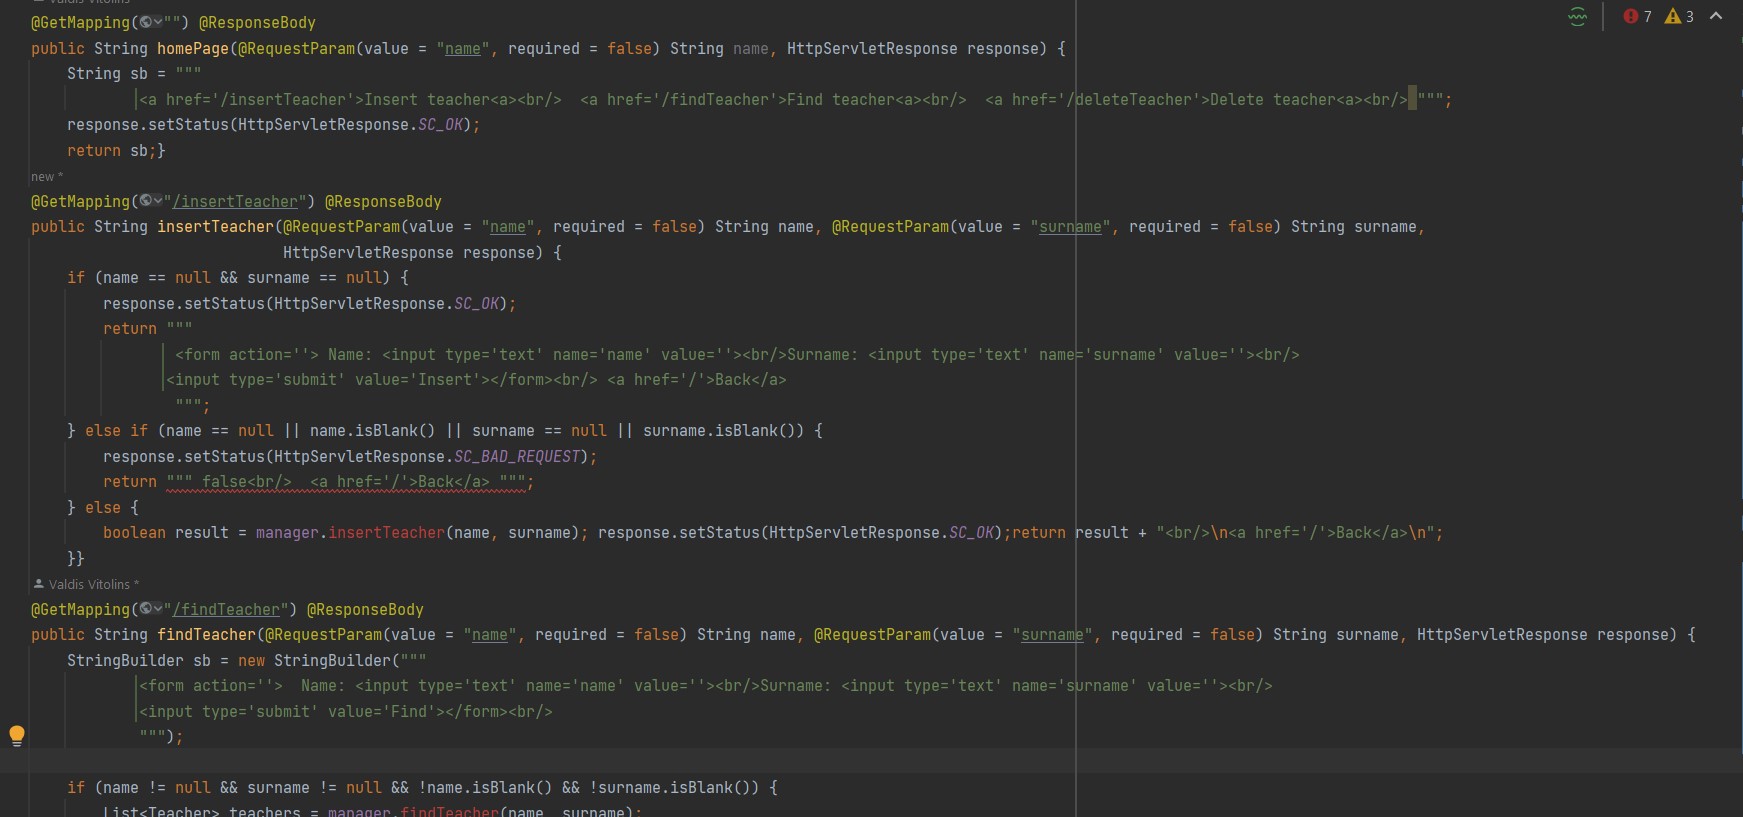 Valdis Vitolins
@GetMapping("") @ResponseBody
7 3
public String homePage(@RequestParam(value = "name", required = false) String name, HttpServletResponse response) {
    String sb = """
            <a href='/insertTeacher'>Insert teacher<a><br/>  <a href='/findTeacher'>Find teacher<a><br/>  <a href='/deleteTeacher'>Delete teacher<a><br/> """;
    response.setStatus(HttpServletResponse.SC_OK);
    return sb;}
new *
@GetMapping("/insertTeacher") @ResponseBody
public String insertTeacher(@RequestParam(value = "name", required = false) String name, @RequestParam(value = "surname", required = false) String surname,
                            HttpServletResponse response) {
    if (name == null && surname == null) {
        response.setStatus(HttpServletResponse.SC_OK);
        return """
                <form action=''> Name: <input type='text' name='name' value=''><br/>Surname: <input type='text' name='surname' value=''><br/>
               <input type='submit' value='Insert'></form><br/> <a href='/'>Back</a>
                """;
    } else if (name == null || name.isBlank() || surname == null || surname.isBlank()) {
        response.setStatus(HttpServletResponse.SC_BAD_REQUEST);
        return """ false<br/>  <a href='/'>Back</a> """;
    } else {
        boolean result = manager.insertTeacher(name, surname); response.setStatus(HttpServletResponse.SC_OK);return result + "<br/>\n<a href='/'>Back</a>\n";
    }}
Valdis Vitolins *
@GetMapping("/findTeacher") @ResponseBody
public String findTeacher(@RequestParam(value = "name", required = false) String name, @RequestParam(value = "surname", required = false) String surname, HttpServletResponse response) {
    StringBuilder sb = new StringBuilder("""
            <form action=''>  Name: <input type='text' name='name' value=''><br/>Surname: <input type='text' name='surname' value=''><br/>
            <input type='submit' value='Find'></form><br/>
            """);
    if (name != null && surname != null && !name.isBlank() && !surname.isBlank()) {
        List<Teacher> teachers = manager.findTeacher(name, surname);